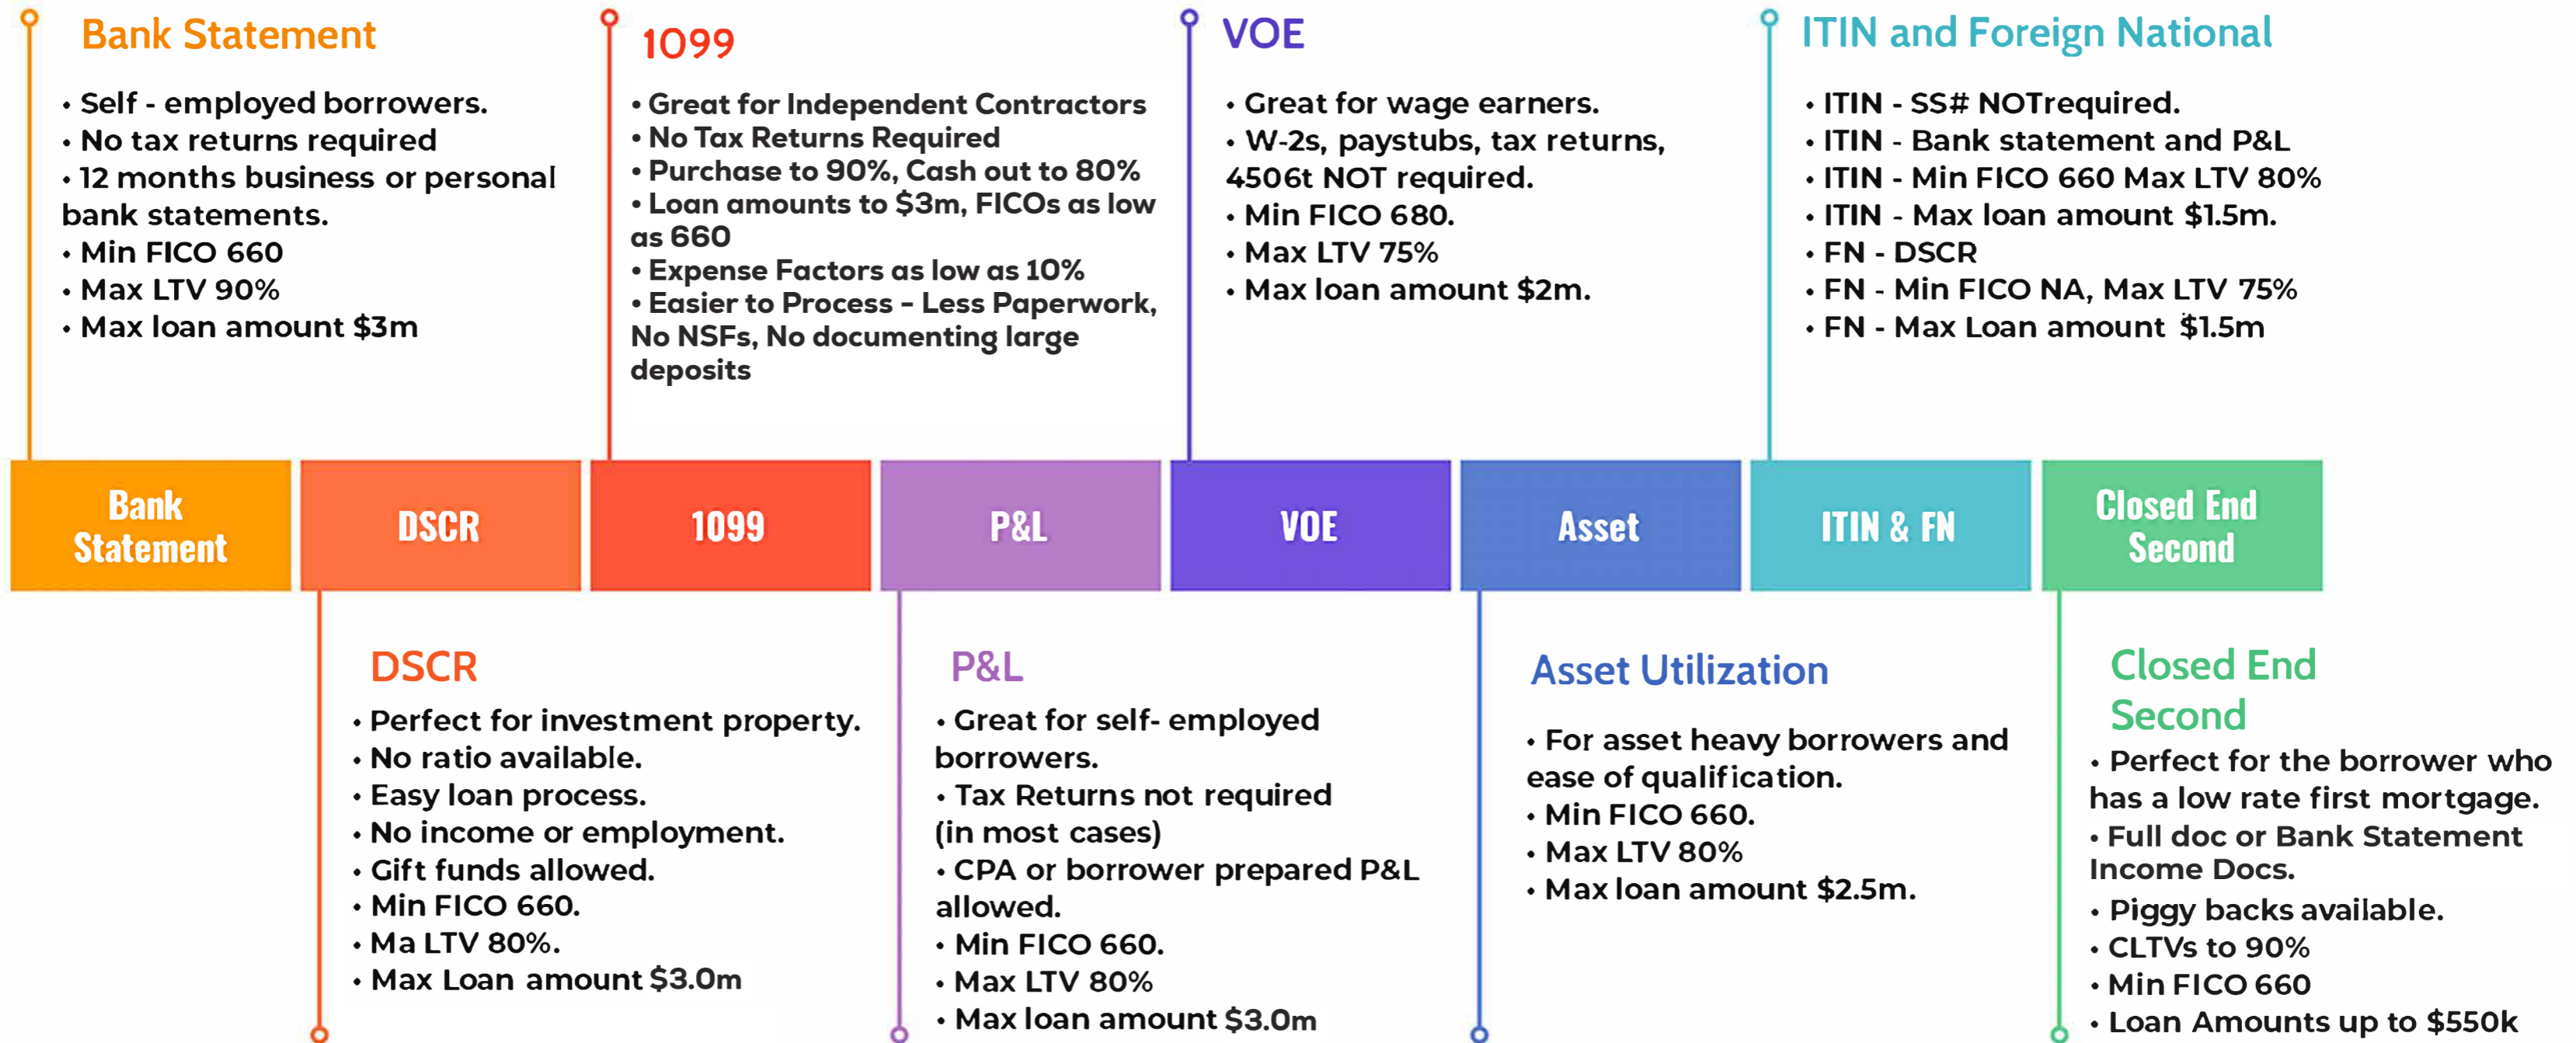 Bank Statement
• Self - employed borrowers.
• No tax returns required
• 12 months business or personal
bank statements.
• Min FICO 660
• Max LTV 90%
• Max loan amount $3m
1099
• Great for Independent Contractors
• No Tax Returns Required
• Purchase to 90%, Cash out to 80%
• Loan amounts to $3m, FICOs as low
as 660
• Expense Factors as low as 10%
• Easier to Process - Less Paperwork,
No NSFs, No documenting large
deposits
VOE
• Great for wage earners.
• W-2s, paystubs, tax returns,
4506t NOT required.
• Min FICO 680.
• Max LTV 75%
• Max loan amount $2m.
ITIN and Foreign National
• ITIN - SS# NOTrequired.
• ITIN - Bank statement and P&L
• ITIN - Min FICO 660 Max LTV 80%
• ITIN - Max loan amount $1.5m.
• FN - DSCR
• FN - Min FICO NA, Max LTV 75%
• FN - Max Loan amount $1.5m
Bank
Statement
DSCR
1099
P&L
VOE
Asset
ITIN & FN
Closed End
Second
DSCR
• Perfect for investment property.
• No ratio available.
• Easy loan process.
• No income or employment.
• Gift funds allowed.
• Min FICO 660.
• Ma LTV 80%.
• Max Loan amount $3.0m
P&L
• Great for self- employed
borrowers.
• Tax Returns not required
(in most cases)
• CPA or borrower prepared P&L
allowed.
• Min FICO 660.
• Max LTV 80%
• Max loan amount $3.0m
Asset Utilization
• For asset heavy borrowers and
ease of qualification.
• Min FICO 660.
• Max LTV 80%
• Max loan amount $2.5m.
Closed End
Second
• Perfect for the borrower who
has a low rate first mortgage.
• Full doc or Bank Statement
Income Docs.
• Piggy backs available.
• CLTVs to 90%
• Min FICO 660
• Loan Amounts up to $550k